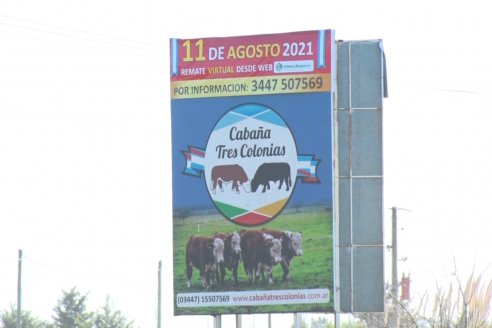 11 DE AGOSTO 2021
REMATE VIRTUAL DESDE WEB
POR INFORMACION: 3447 507569
Cabaña
Tres Colonias
(03447) 15507569 www.cabañatrescolonias.com.ar